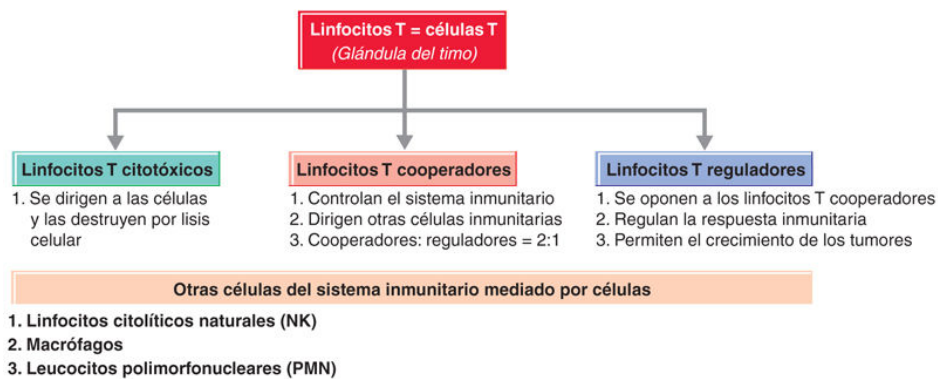 Linfocitos T = células T
(Glándula del timo)
Linfocitos T citotóxicos
1. Se dirigen a las células
y las destruyen por lisis
celular
Linfocitos T cooperadores
1. Controlan el sistema inmunitario
2. Dirigen otras células inmunitarias
3. Cooperadores: reguladores = 2:1
Linfocitos T reguladores
1. Se oponen a los linfocitos T cooperadores
2. Regulan la respuesta inmunitaria
3. Permiten el crecimiento de los tumores
Otras células del sistema inmunitario mediado por células
1. Linfocitos citolíticos naturales (NK)
2. Macrófagos
3. Leucocitos polimorfonucleares (PMN)